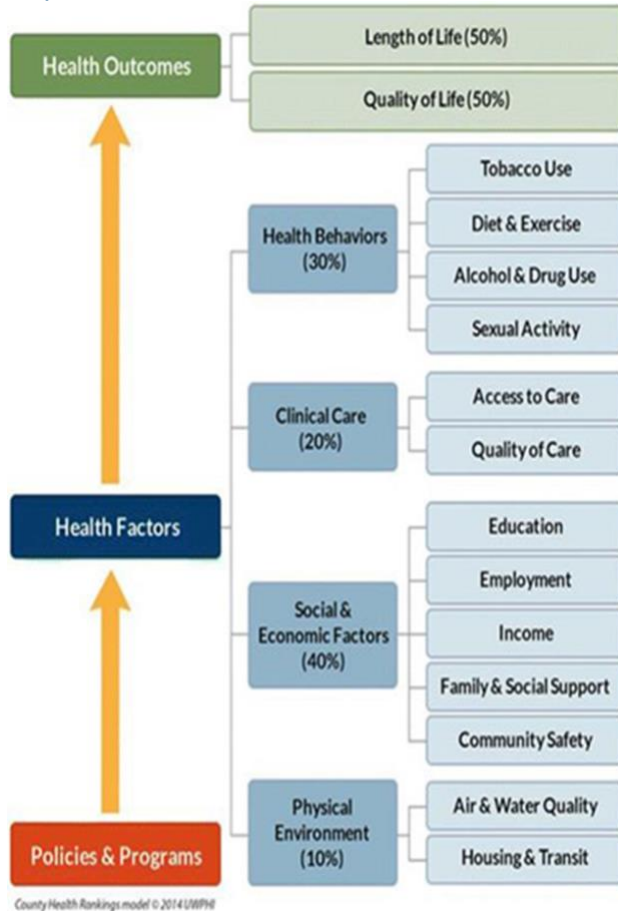 Health Outcomes
Length of Life (50%)
Quality of Life (50%)
Health Behaviors
(30%)
Tobacco Use
Diet & Exercise
Alcohol & Drug Use
Sexual Activity
Clinical Care
(20%)
Access to Care
Quality of Care
Health Factors
Social &
Economic Factors
(40%)
Education
Employment
Income
Family & Social Support
Community Safety
Physical
Environment
(10%)
Air & Water Quality
Housing & Transit
Policies & Programs
County Health Rankings model © 2014 UWPHI